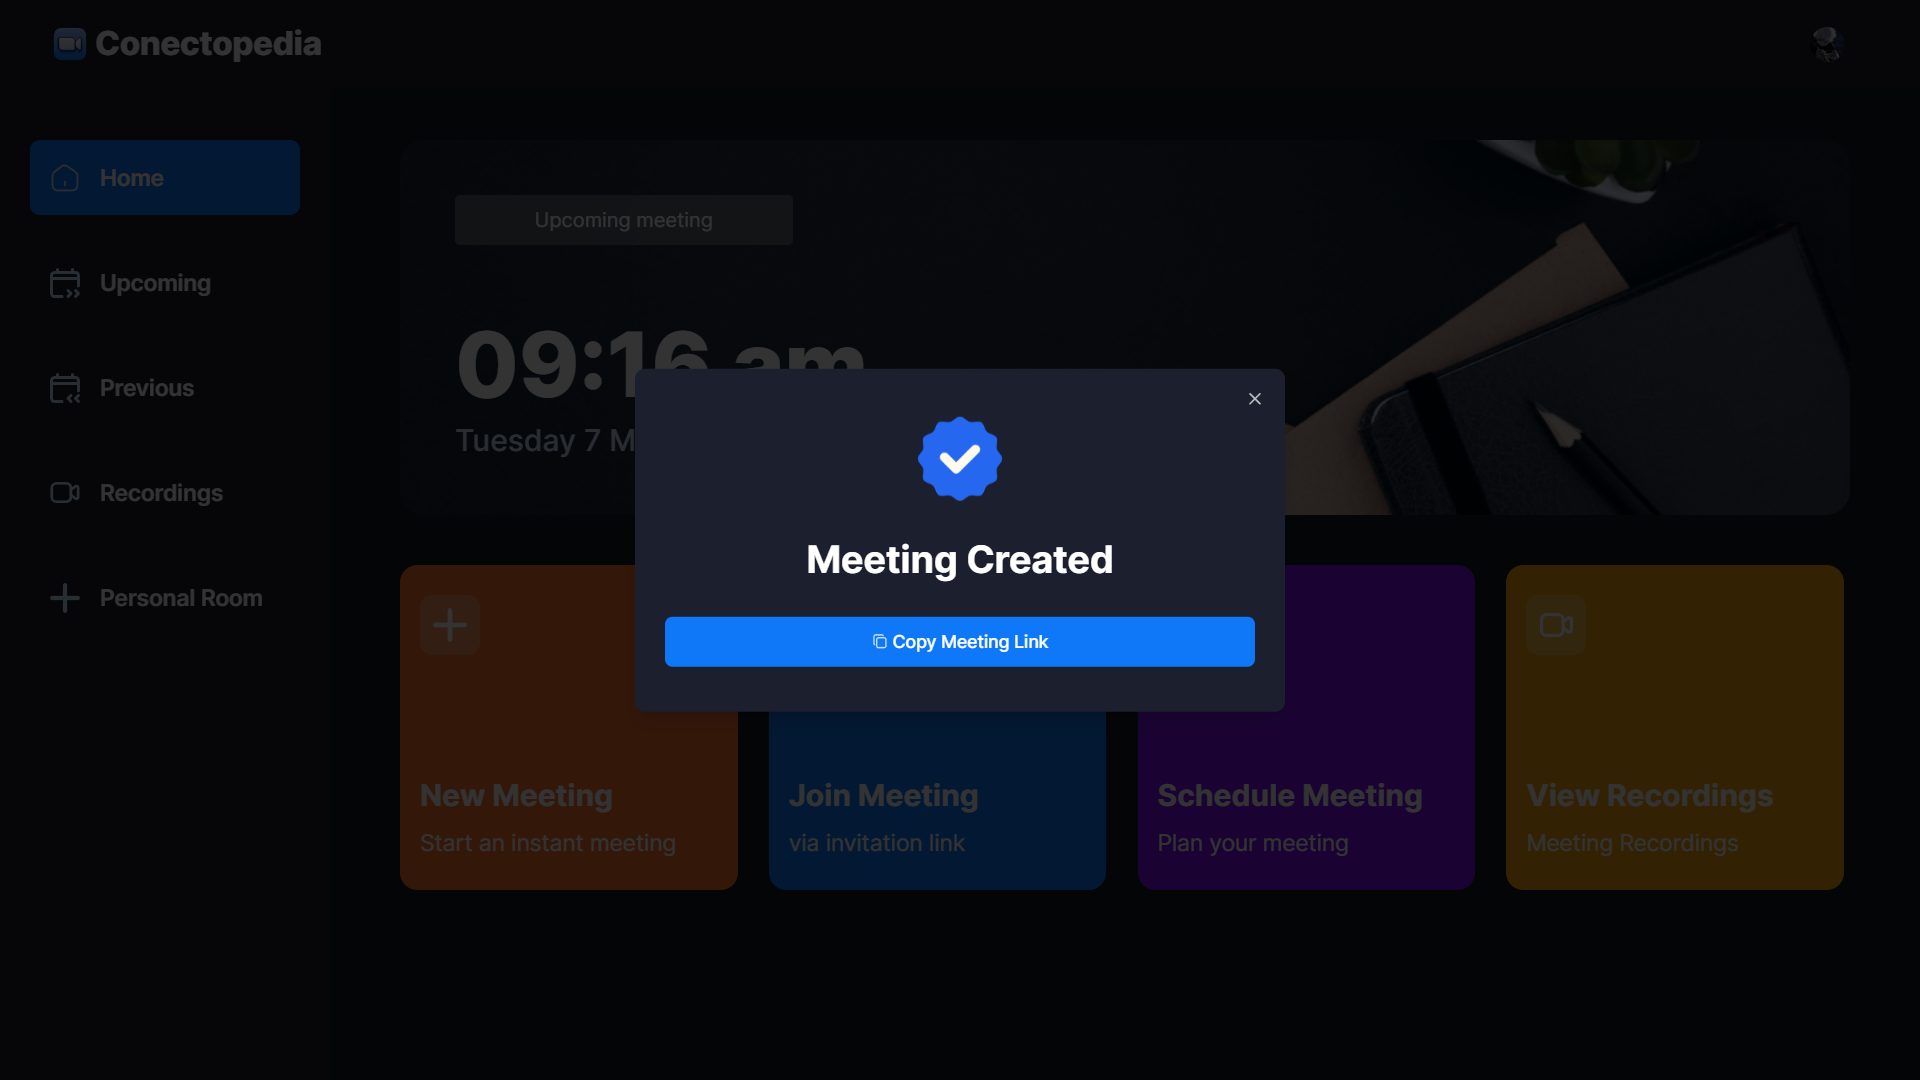 Conectopedia
Home
Upcoming
Previous
Recordings
Personal Room
Upcoming meeting
09:16 am
Tuesday 7 M
Meeting Created
Copy Meeting Link
New Meeting
Start an instant meeting
Join Meeting
via invitation link
Schedule Meeting
Plan your meeting
View Recordings
Meeting Recordings